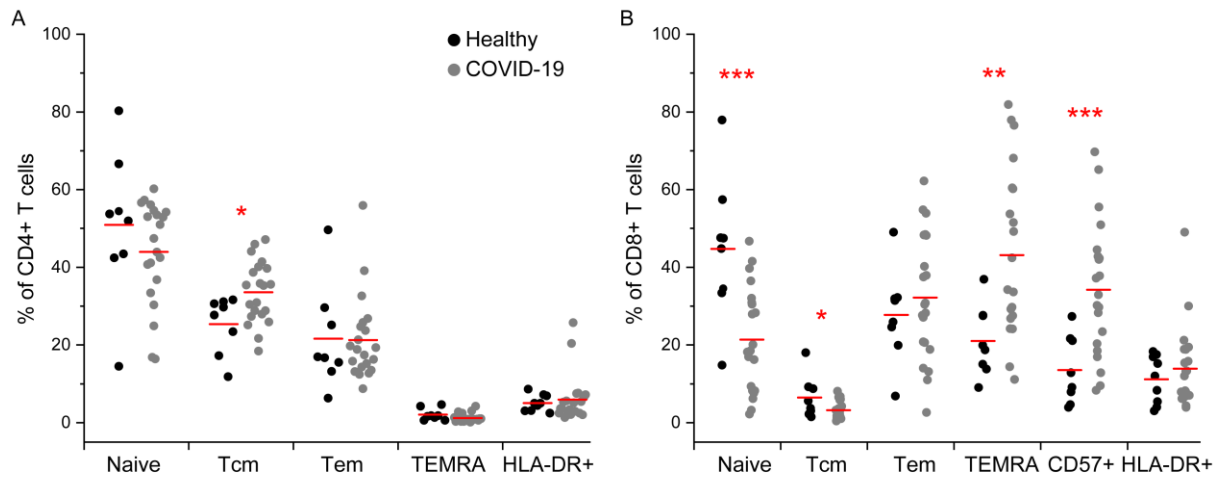 A
% of CD4+ T cells
100
80
60
40
20
0
Healthy
COVID-19
*
Naive Tcm Tem TEMRA HLA-DR+
B
% of CD8+ T cells
100
80
60
40
20
0
*** * ** ***
Naive Tcm Tem TEMRA CD57+ HLA-DR+